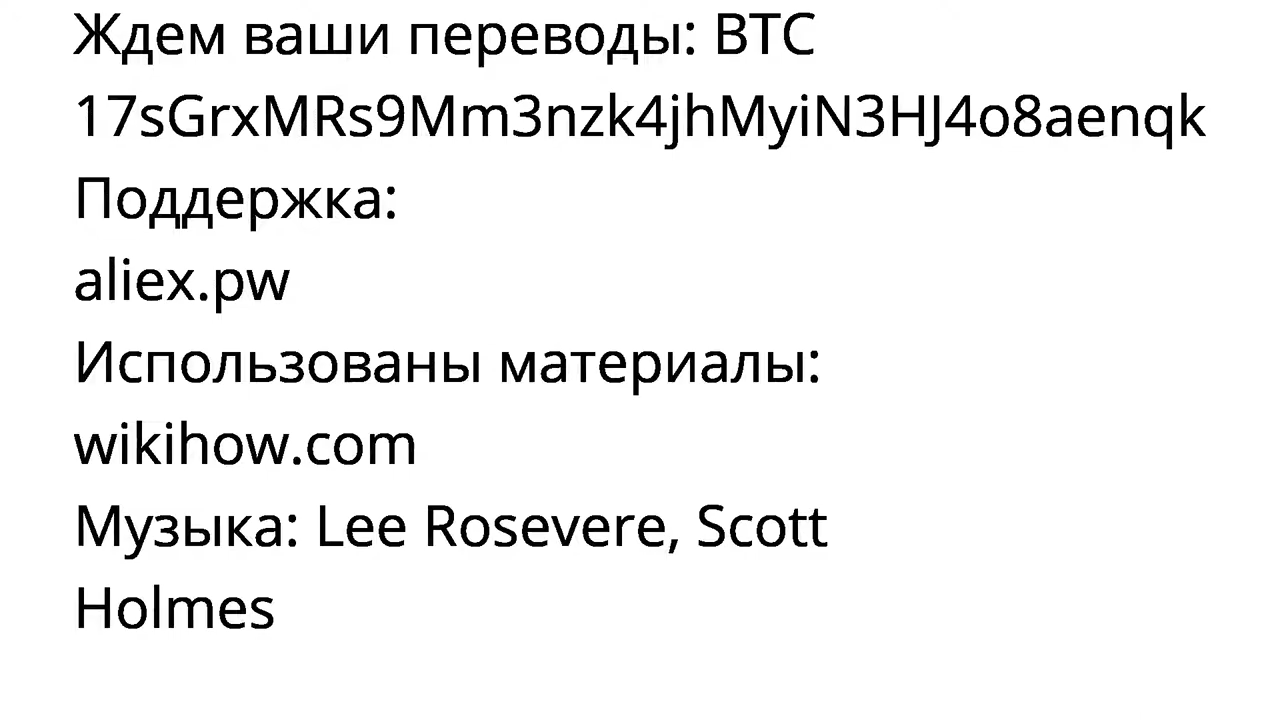 Ждем ваши переводы: BTC
17sGrxMRs9Mm3nzk4jhMyiN3HJ4o8aenqk
Поддержка:
aliex.pw
Использованы материалы:
wikihow.com
Музыка: Lee Rosevere, Scott
Holmes